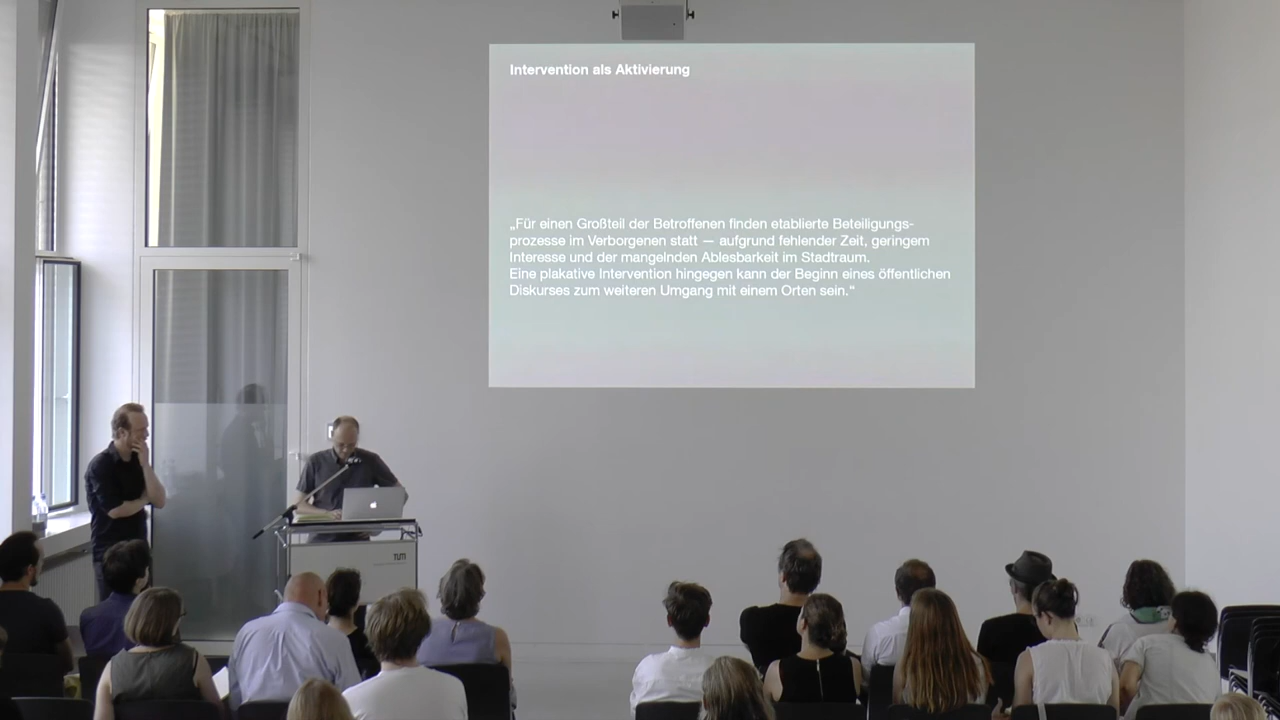 Intervention als Aktivierung
„Für einen Großteil der Betroffenen finden etablierte Beteiligungs-
prozesse im Verborgenen statt — aufgrund fehlender Zeit, geringem
Interesse und der mangelnden Ablesbarkeit im Stadtraum.
Eine plakative Intervention hingegen kann der Beginn eines öffentlichen
Diskurses zum weiteren Umgang mit einem Orten sein.“
TUM